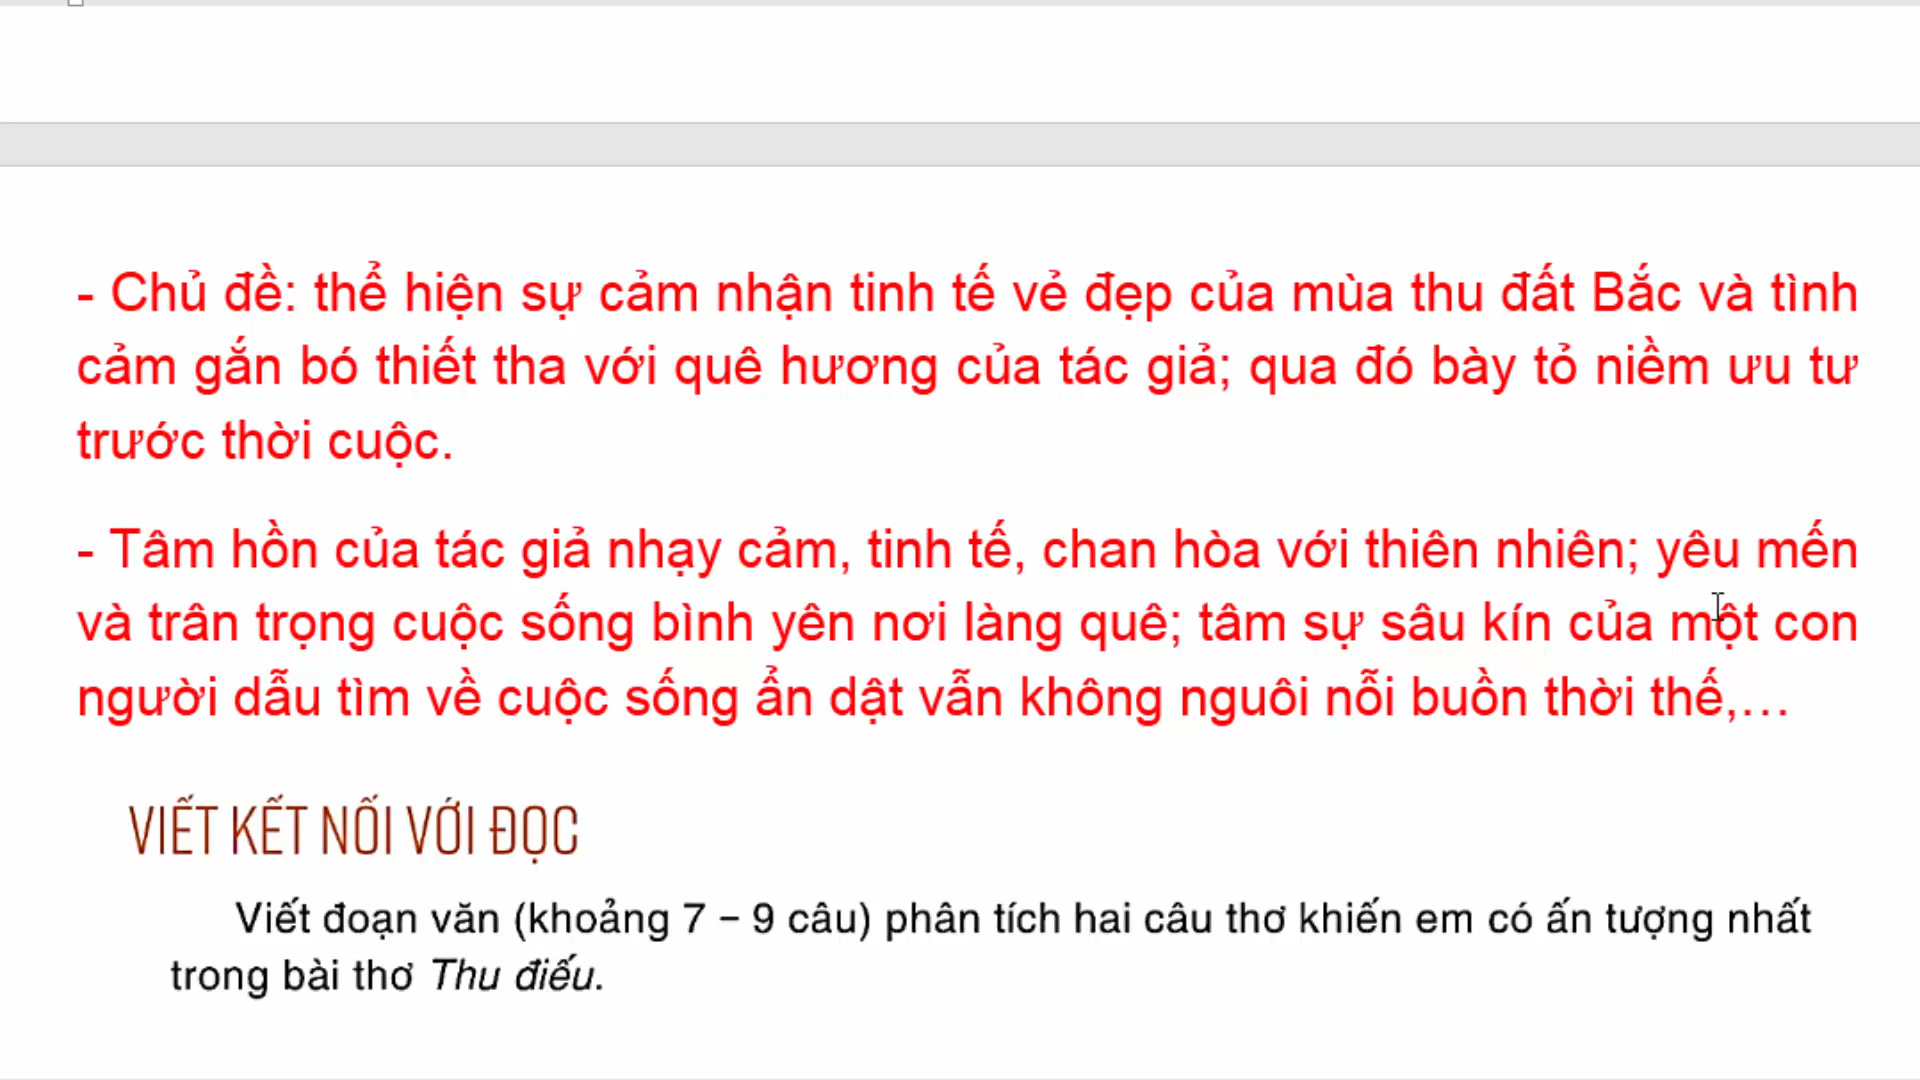 - Chủ đề: thể hiện sự cảm nhận tinh tế vẻ đẹp của mùa thu đất Bắc và tình
cảm gắn bó thiết tha với quê hương của tác giả; qua đó bày tỏ niềm ưu tư
trước thời cuộc.
- Tâm hồn của tác giả nhạy cảm, tinh tế, chan hòa với thiên nhiên; yêu mến
và trân trọng cuộc sống bình yên nơi làng quê; tâm sự sâu kín của một con
người dẫu tìm về cuộc sống ẩn dật vẫn không nguôi nỗi buồn thời thế,…
VIẾT KẾT NỐI VỚI ĐỌC
Viết đoạn văn (khoảng 7 – 9 câu) phân tích hai câu thơ khiến em có ấn tượng nhất
trong bài thơ Thu điếu.